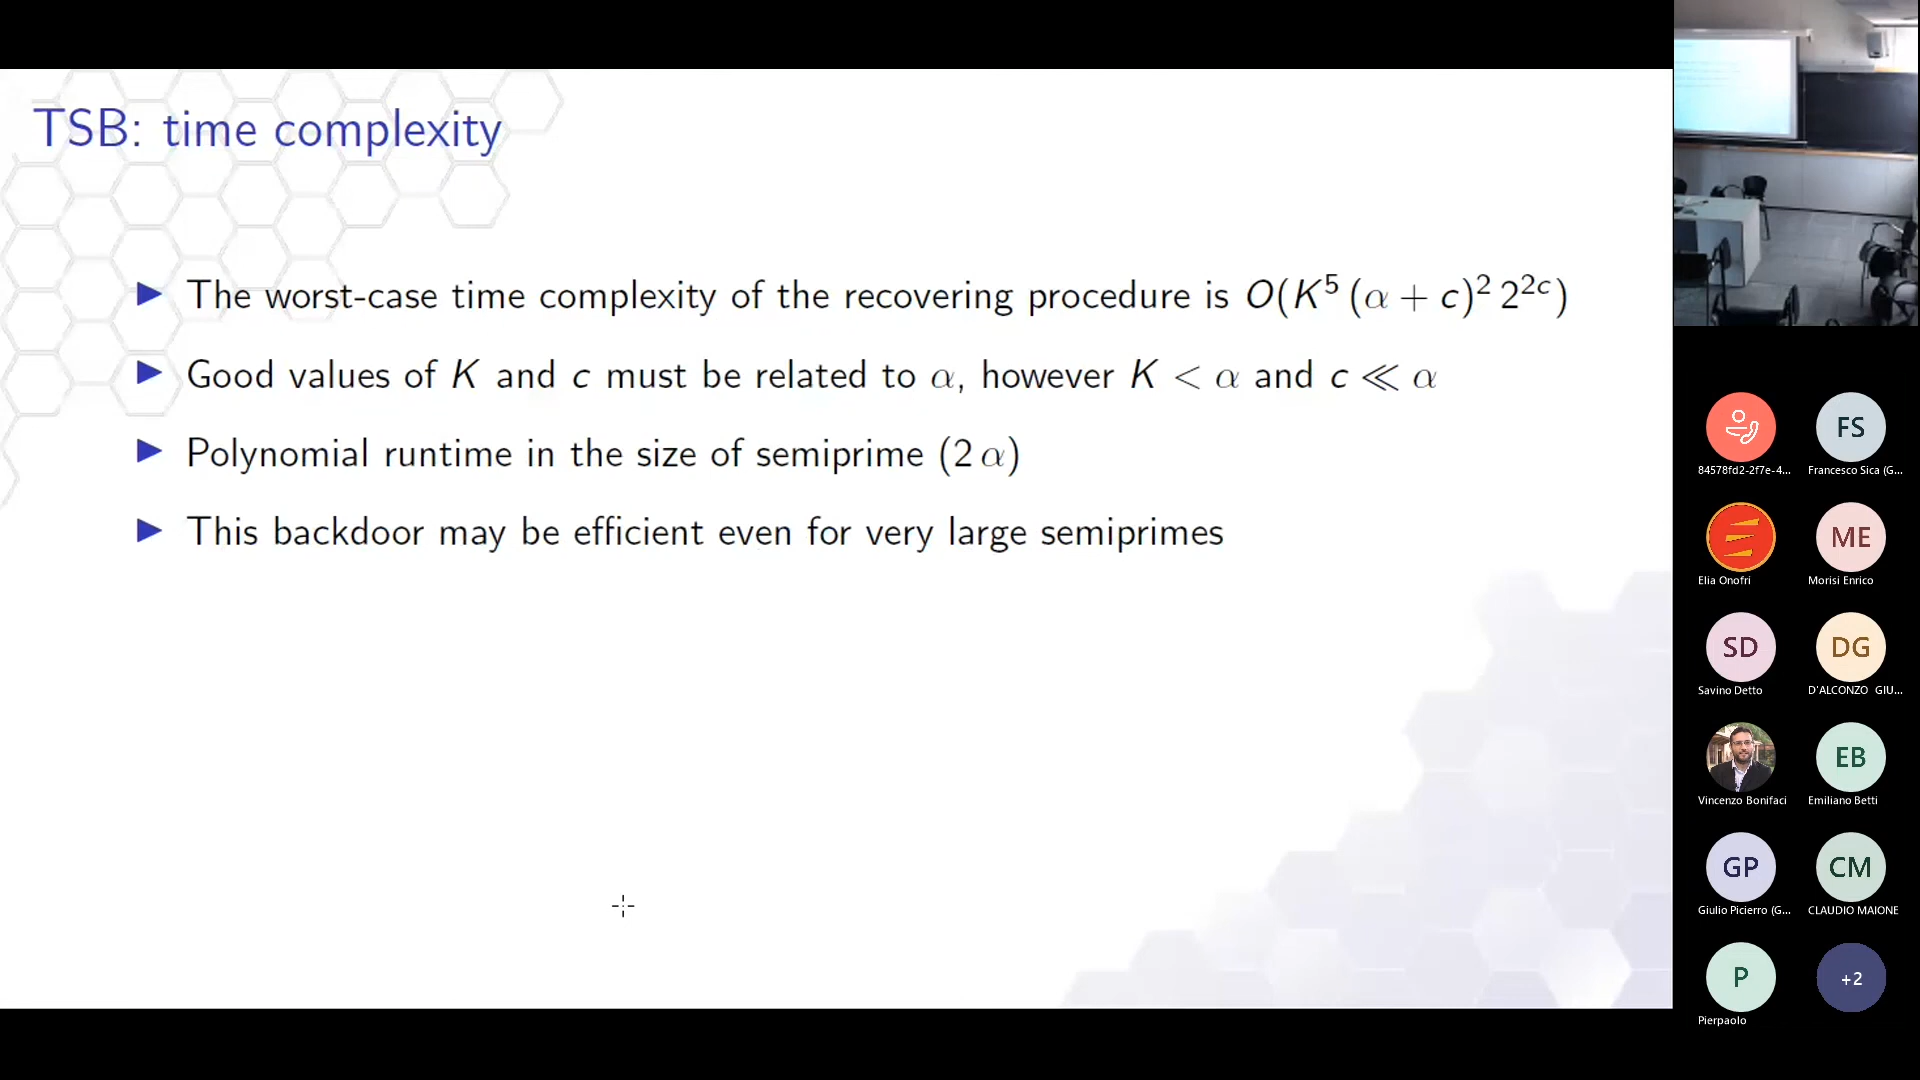 TSB: time complexity
▶ The worst-case time complexity of the recovering procedure is O(K⁵ (α + c)² 2²ᶜ)
▶ Good values of K and c must be related to α, however K < α and c ≪ α
▶ Polynomial runtime in the size of semiprime (2 α)
▶ This backdoor may be efficient even for very large semiprimes
84578fd2-2f7e-4...
FS
Francesco Sica (G...
Elia Onofri
ME
Morisi Enrico
SD
Savino Detto
DG
D'ALCONZO GIU...
Vincenzo Bonifaci
EB
Emiliano Betti
GP
Giulio Picierro (G...
CM
CLAUDIO MAIONE
P
Pierpaolo
+2